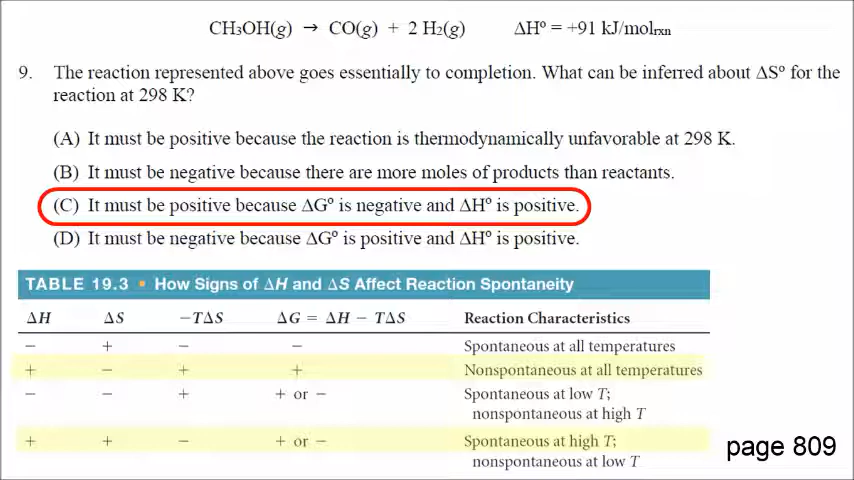 CH₃OH(g) → CO(g) + 2 H₂(g) ΔHº = +91 kJ/molᵣₓₙ
9. The reaction represented above goes essentially to completion. What can be inferred about ΔSº for the
reaction at 298 K?
(A) It must be positive because the reaction is thermodynamically unfavorable at 298 K.
(B) It must be negative because there are more moles of products than reactants.
(C) It must be positive because ΔGº is negative and ΔHº is positive.
(D) It must be negative because ΔGº is positive and ΔHº is positive.
TABLE 19.3 • How Signs of ΔH and ΔS Affect Reaction Spontaneity
ΔH ΔS −TΔS ΔG = ΔH − TΔS Reaction Characteristics
− + − − Spontaneous at all temperatures
+ − + + Nonspontaneous at all temperatures
− − + + or − Spontaneous at low T;
nonspontaneous at high T
+ + − + or − Spontaneous at high T;
nonspontaneous at low T
page 809